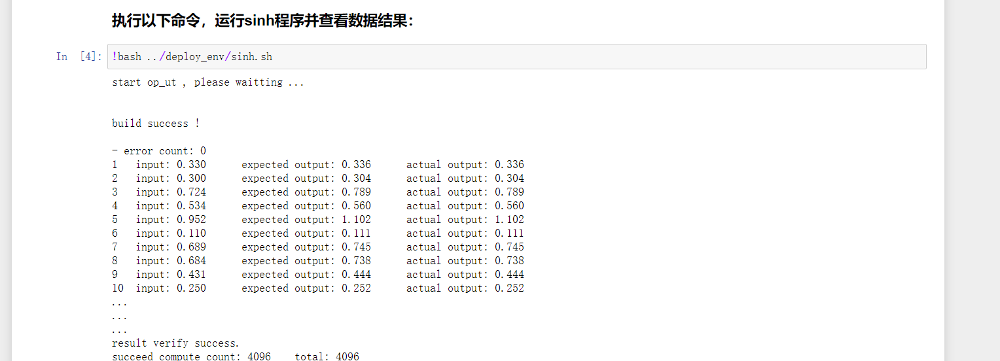 执行以下命令，运行sinh程序并查看数据结果：
In [4]: !bash ../deploy_env/sinh.sh
start op_ut , please waitting ...
build success !
- error count: 0
1 input: 0.330 expected output: 0.336 actual output: 0.336
2 input: 0.300 expected output: 0.304 actual output: 0.304
3 input: 0.724 expected output: 0.789 actual output: 0.789
4 input: 0.534 expected output: 0.560 actual output: 0.560
5 input: 0.952 expected output: 1.102 actual output: 1.102
6 input: 0.110 expected output: 0.111 actual output: 0.111
7 input: 0.689 expected output: 0.745 actual output: 0.745
8 input: 0.684 expected output: 0.738 actual output: 0.738
9 input: 0.431 expected output: 0.444 actual output: 0.444
10 input: 0.250 expected output: 0.252 actual output: 0.252
...
...
...
result verify success.
succeed compute count: 4096 total: 4096